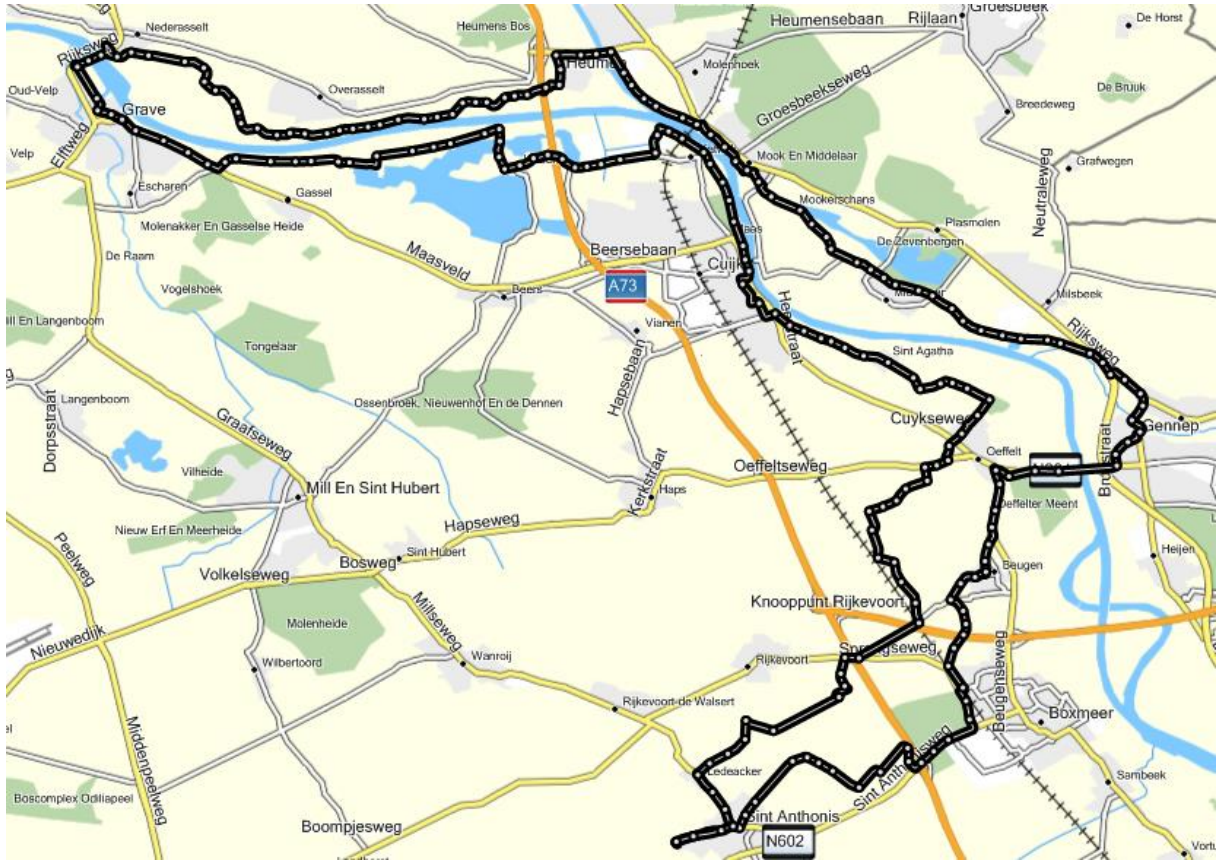 Groesbeek
Heumensebaan
Rijlaan
De Horst
Nederasselt
Heumens Bos
Rijksweg
Heumen
Molenhoek
Groesbeekseweg
Oud-Velp
Overasselt
Breedeweg
De Bruuk
Grave
Elftweg
Velp
Mook En Middelaar
Grafwegen
Neutraleweg
Escharen
Gassel
Mookerschans
Plasmolen
Molenakker En Gasselse Heide
De Zevenbergen
De Raam
Maasveld
Beersebaan
Cuijk
A73
Beers
Milsbeek
Vogelshoek
Vianen
Rijksweg
Tongelaar
Hapsebaan
Sint Agatha
Langenboom
Dorpsstraat
Ossenbroek, Nieuwenhof En de Dennen
Graafseweg
Cuykseweg
Gennep
Vilheide
Oeffeltseweg
Oeffelt
Mill En Sint Hubert
Kerkstraat
Haps
Oeffelter Meent
Nieuw Erf En Meerheide
Hapseweg
Peelweg
Sint Hubert
Heijen
Bosweg
Volkelseweg
Beugen
Millseweg
Knooppunt Rijkevoort
Molenheide
Nieuwedijk
Wilbertoord
Wanroij
Rijkevoort
Beugenseweg
Rijkevoort-de Walsert
Middenpeelweg
Boxmeer
Ledeacker
Sint Anthonisweg
Sambeek
Boscomplex Odiliapeel
Boompjesweg
Sint Anthonis
N602